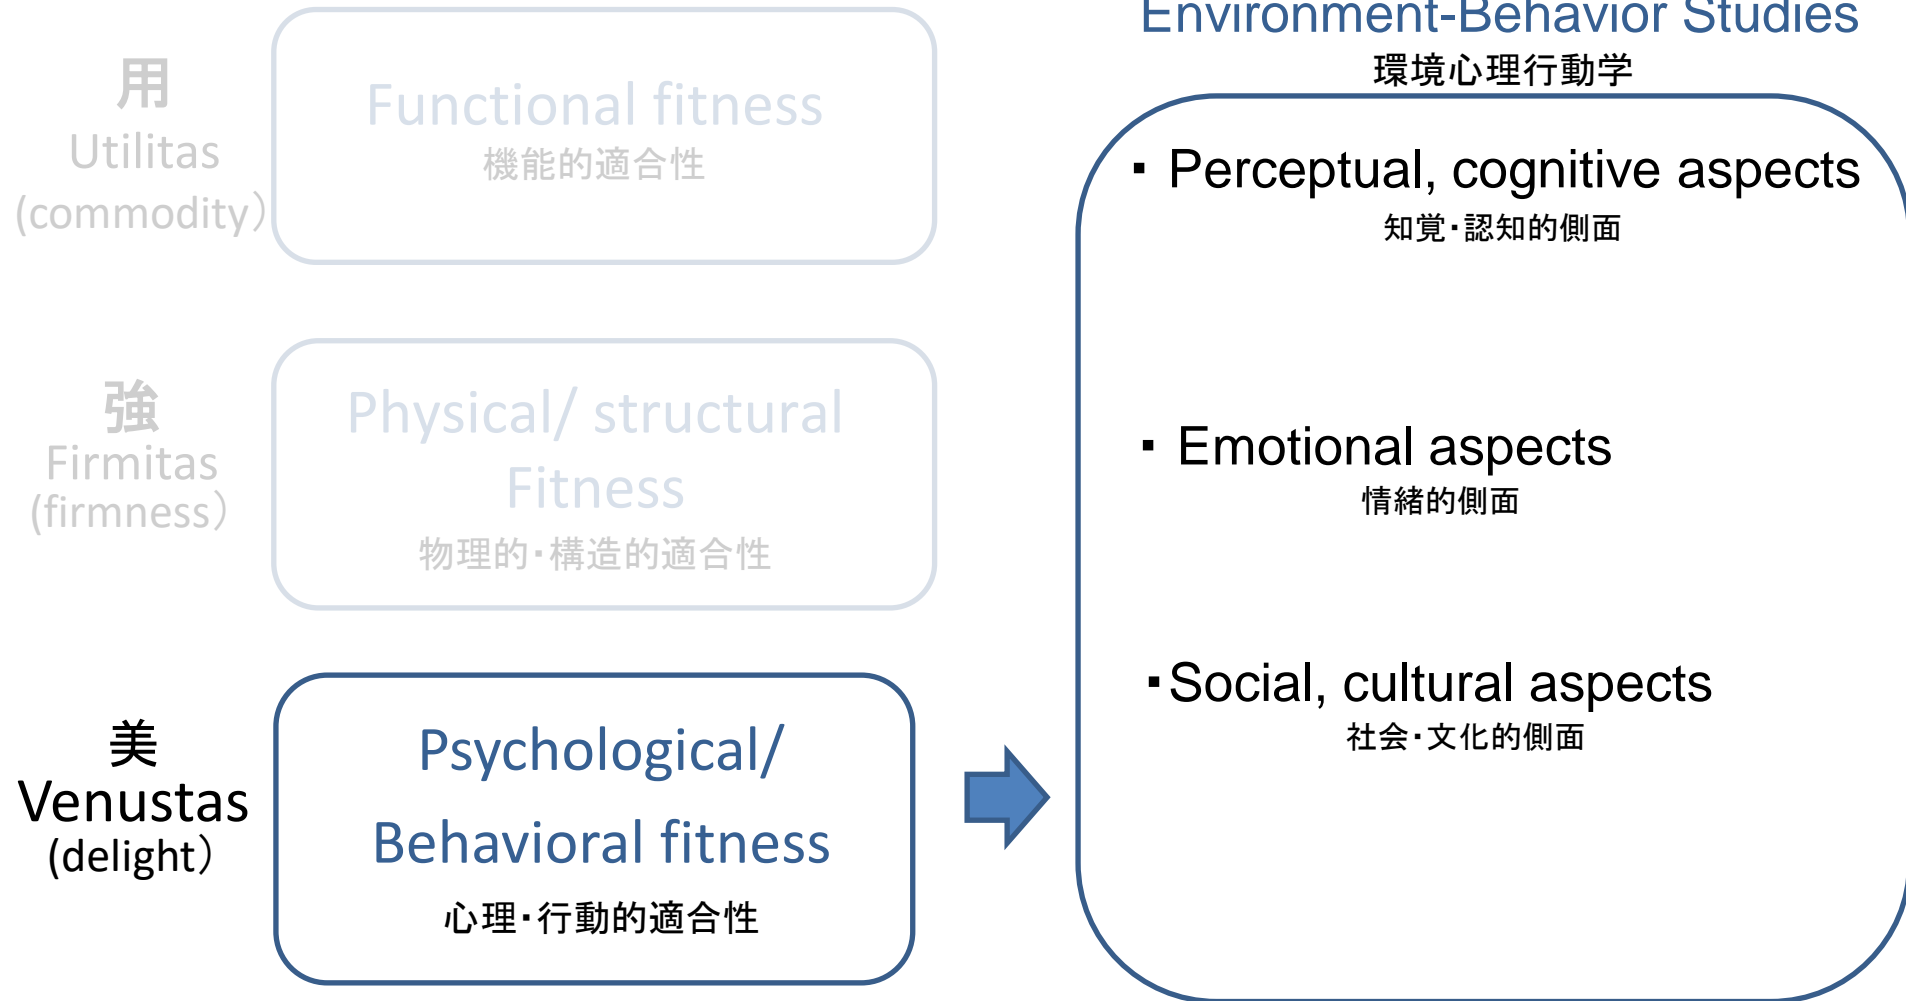 用
Utilitas
(commodity）
Functional fitness
機能的適合性
強
Firmitas
(firmness）
Physical/ structural
Fitness
物理的・構造的適合性
美
Venustas
(delight）
Psychological/
Behavioral fitness
心理・行動的適合性
Environment-Behavior Studies
環境心理行動学
・Perceptual, cognitive aspects
知覚・認知的側面
・Emotional aspects
情緒的側面
・Social, cultural aspects
社会・文化的側面